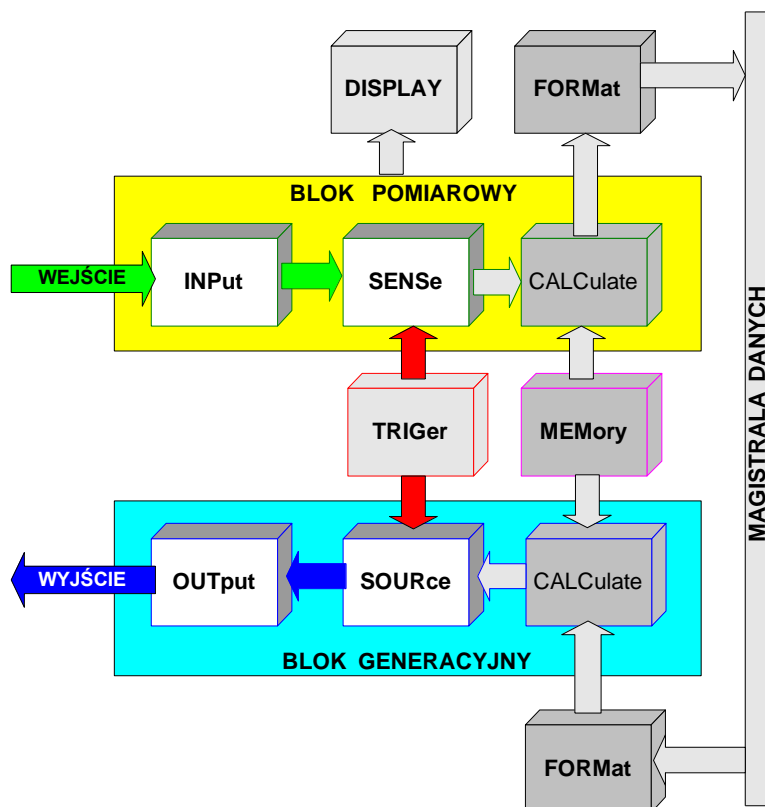 DISPLAY
FORMat
BLOK POMIAROWY
WEJŚCIE
INPut
SENSe
CALCulate
TRIGer
MEMory
MAGISTRALA DANYCH
WYJŚCIE
OUTput
SOURce
CALCulate
BLOK GENERACYJNY
FORMat